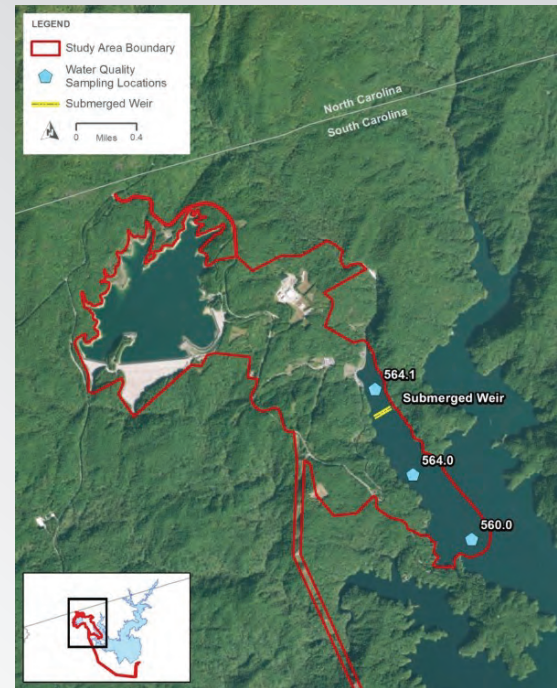 LEGEND
Study Area Boundary
Water Quality
Sampling Locations
Submerged Weir
N
0 Miles 0.4
North Carolina
South Carolina
564.1
Submerged Weir
564.0
560.0